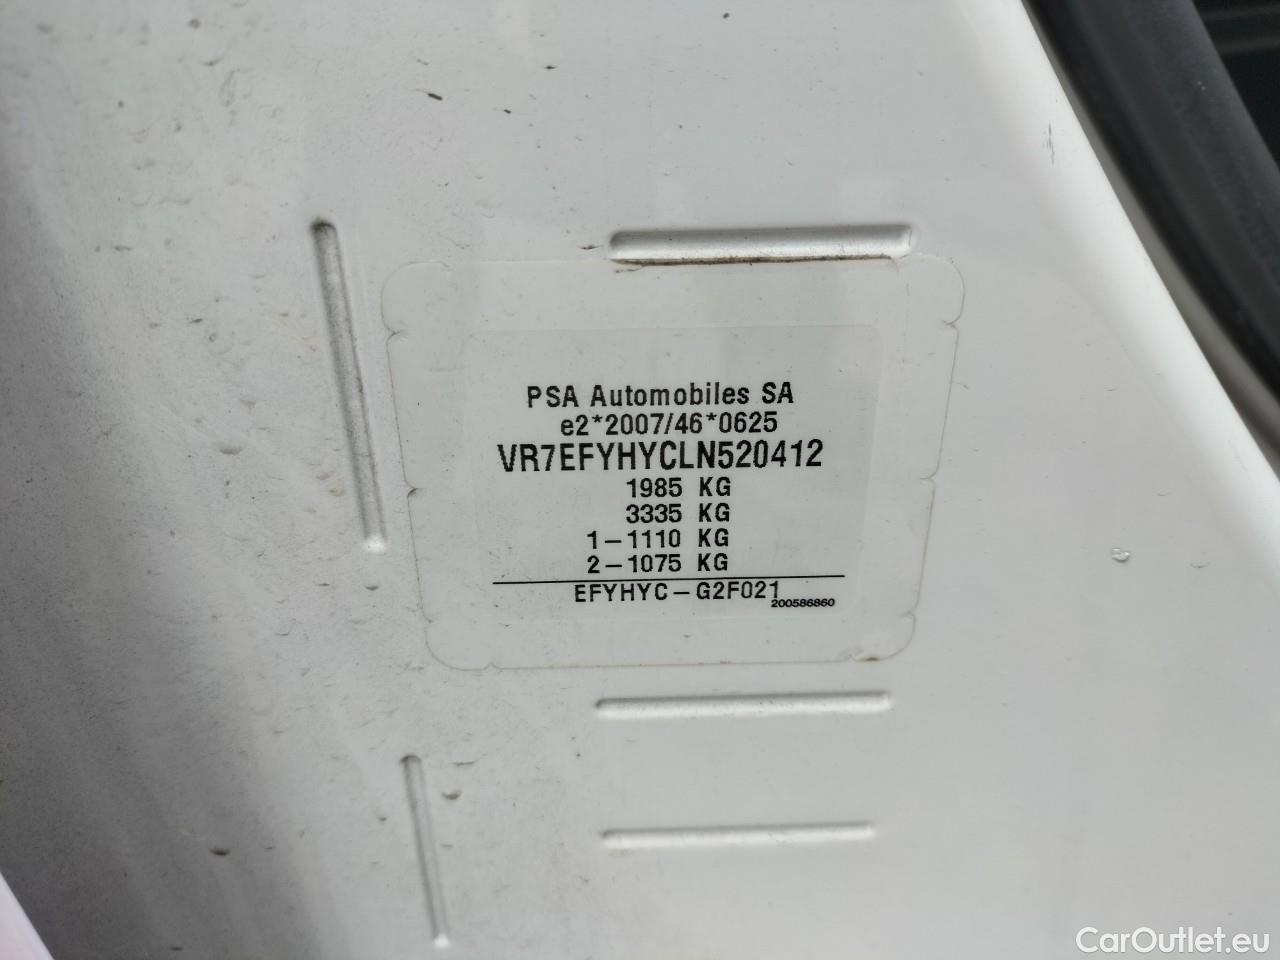 PSA Automobiles SA
e2*2007/46*0625
VR7EFYHYCLN520412
1985 KG
3335 KG
1-1110 KG
2-1075 KG
EFYHYC-G2F021
200586860
CarOutlet.eu